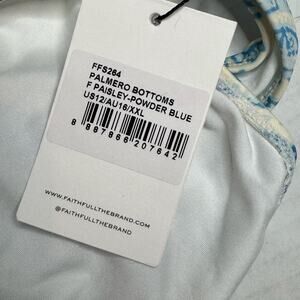 FFS264
PALMERO BOTTOMS
F PAISLEY-POWDER BLUE
US12/AU16/XXL
8 887866 207642
WWW.FAITHFULLTHEBRAND.COM
@FAITHFULLTHEBRAND